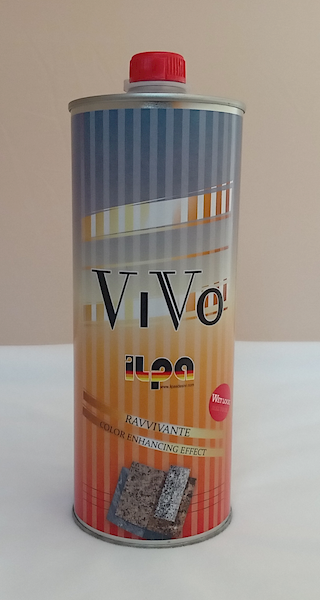 ViVo
ilpa
RAVVIVANTE
COLOR ENHANCING EFFECT